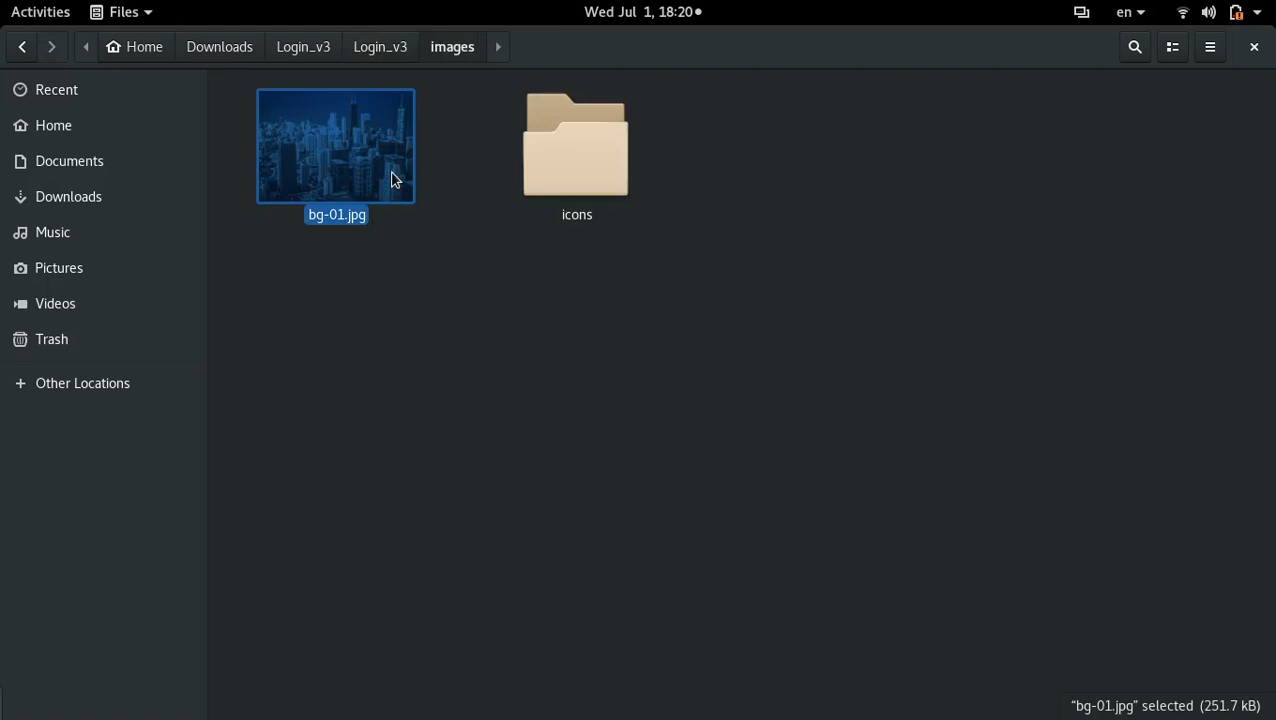 Activities Files Wed Jul 1, 18:20 en
Home Downloads Login_v3 Login_v3 images
Recent
Home
Documents
Downloads
Music
Pictures
Videos
Trash
Other Locations
bg-01.jpg
icons
“bg-01.jpg” selected (251.7 kB)